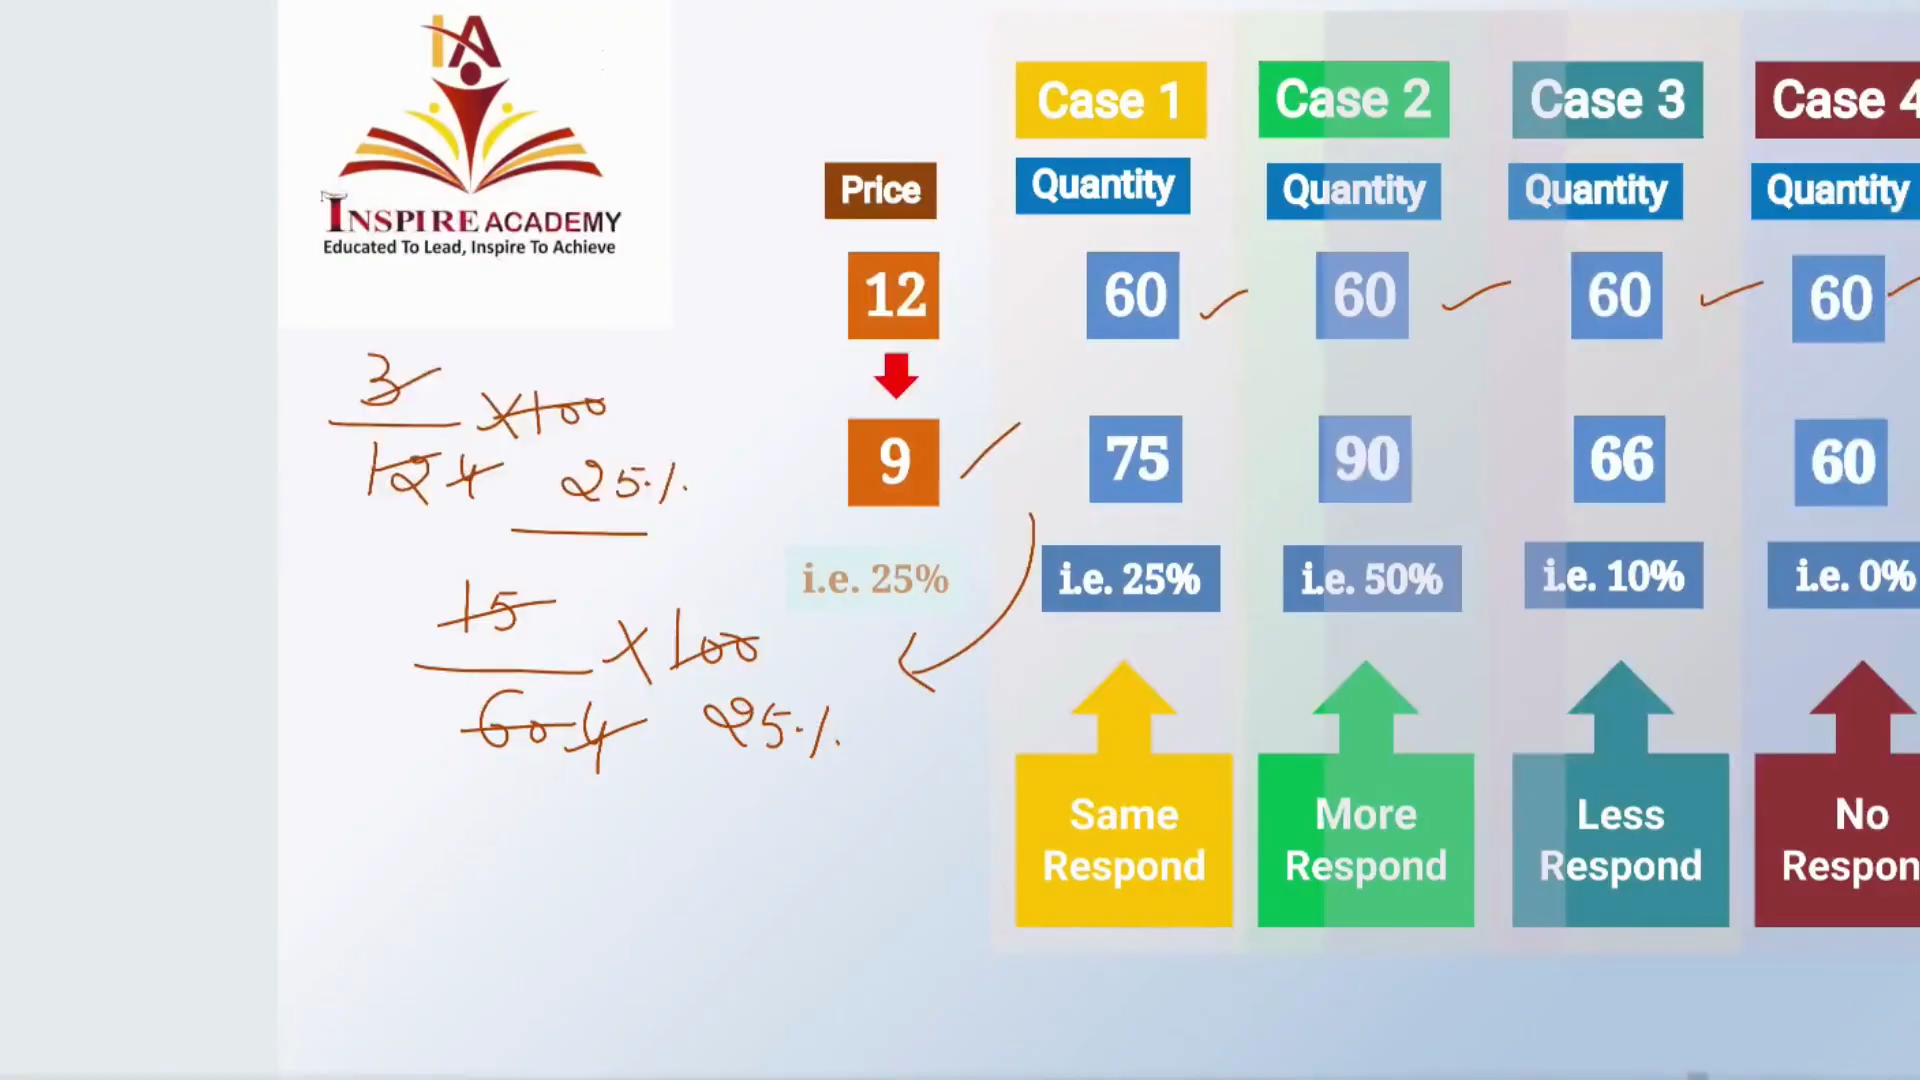 IA
INSPIRE ACADEMY
Educated To Lead, Inspire To Achieve
Case 1 Case 2 Case 3 Case 4
Price Quantity Quantity Quantity Quantity
12 60 60 60 60
9 75 90 66 60
i.e. 25% i.e. 25% i.e. 50% i.e. 10% i.e. 0%
Same Respond
More Respond
Less Respond
No Respon
3
×100
12 4 25%
15
×100
60 4 25%